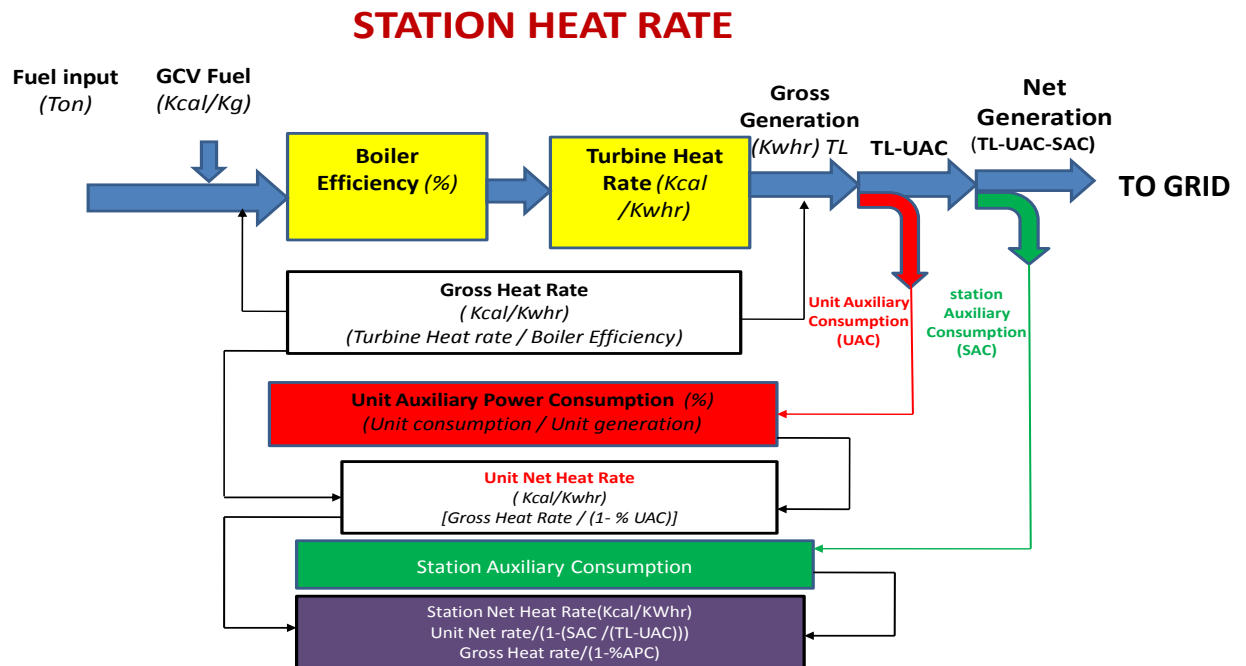 STATION HEAT RATE
Fuel input
(Ton)
GCV Fuel
(Kcal/Kg)
Boiler
Efficiency (%)
Turbine Heat
Rate (Kcal
/Kwhr)
Gross
Generation
(Kwhr) TL
TL-UAC
Net
Generation
(TL-UAC-SAC)
TO GRID
Gross Heat Rate
( Kcal/Kwhr)
(Turbine Heat rate / Boiler Efficiency)
Unit Auxiliary
Consumption
(UAC)
station
Auxiliary
Consumption
(SAC)
Unit Auxiliary Power Consumption (%)
(Unit consumption / Unit generation)
Unit Net Heat Rate
( Kcal/Kwhr)
[Gross Heat Rate / (1- % UAC)]
Station Auxiliary Consumption
Station Net Heat Rate(Kcal/KWhr)
Unit Net rate/(1-(SAC /(TL-UAC)))
Gross Heat rate/(1-%APC)